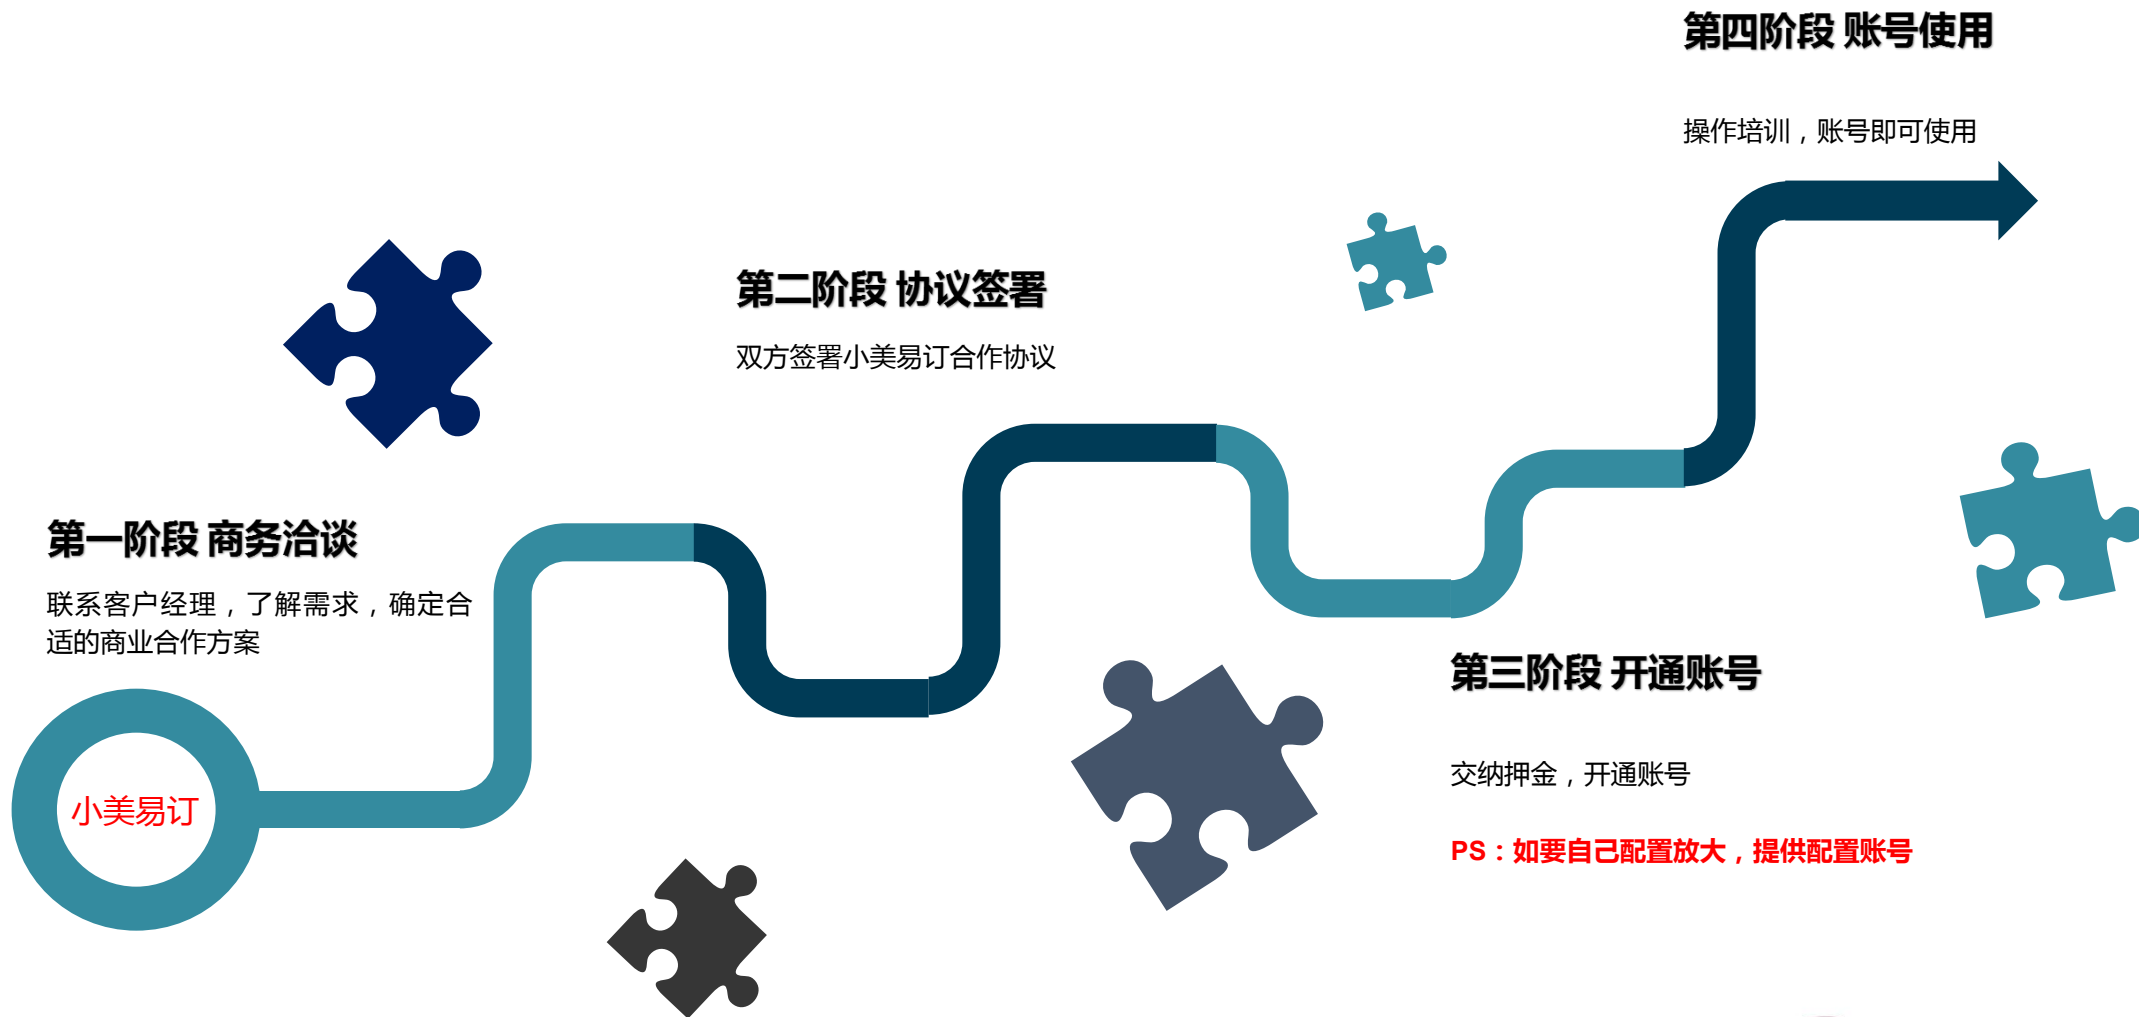 第四阶段 账号使用
操作培训，账号即可使用
第二阶段 协议签署
双方签署小美易订合作协议
第一阶段 商务洽谈
联系客户经理，了解需求，确定合
适的商业合作方案
小美易订
第三阶段 开通账号
交纳押金，开通账号
PS：如要自己配置放大，提供配置账号